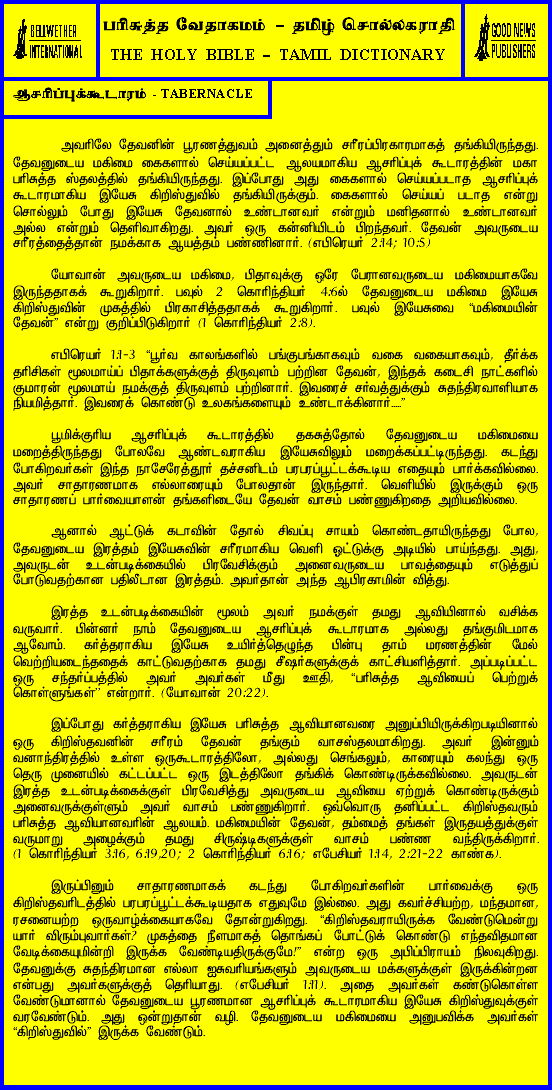 BELLWETHER
INTERNATIONAL
பரிசுத்த வேதாகமம் – தமிழ் சொல்லகராதி
THE HOLY BIBLE – TAMIL DICTIONARY
GOOD NEWS
PUBLISHERS
ஆசரிப்புக்கூடாரம் - TABERNACLE
அவரிலே தேவனின் பூரணத்துவம் அனைத்தும் சரீரப்பிரகாரமாகத் தங்கியிருந்தது.
தேவனுடைய மகிமை கைகளால் செய்யப்பட்ட ஆலயமாகிய ஆசரிப்புக் கூடாரத்தின் மகா
பரிசுத்த ஸ்தலத்தில் தங்கியிருந்தது. இப்போது அது கைகளால் செய்யப்படாத ஆசரிப்புக்
கூடாரமாகிய இயேசு கிறிஸ்துவில் தங்கியிருக்கும். கைகளால் செய்யப் படாத என்று
சொல்லும் போது இயேசு தேவனால் உண்டானவர் என்றும் மனிதனால் உண்டானவர்
அல்ல என்றும் தெளிவாகிறது. அவர் ஒரு கன்னியிடம் பிறந்தவர். தேவன் அவருடைய
சரீரத்தைத்தான் நமக்காக ஆயத்தம் பண்ணினார். (எபிரெயர் 2:14; 10:5)
யோவான் அவருடைய மகிமை, பிதாவுக்கு ஒரே பேரானவருடைய மகிமையாகவே
இருந்ததாகக் கூறுகிறார். பவுல் 2 கொரிந்தியர் 4:6ல் தேவனுடைய மகிமை இயேசு
கிறிஸ்துவின் முகத்தில் பிரகாசித்ததாகக் கூறுகிறார். பவுல் இயேசுவை “மகிமையின்
தேவன்” என்று குறிப்பிடுகிறார் (1 கொரிந்தியர் 2:8).
எபிரெயர் 1:1-3 “பூர்வ காலங்களில் பங்குபங்காகவும் வகை வகையாகவும், தீர்க்க
தரிசிகள் மூலமாய்ப் பிதாக்களுக்குத் திருவுளம் பற்றின தேவன், இந்தக் கடைசி நாட்களில்
குமாரன் மூலமாய் நமக்குத் திருவுளம் பற்றினார். இவரைச் சர்வத்துக்கும் சுதந்திரவாளியாக
நியமித்தார். இவரைக் கொண்டு உலகங்களையும் உண்டாக்கினார்.....”
பூமிக்குரிய ஆசரிப்புக் கூடாரத்தில் தகசுத்தோல் தேவனுடைய மகிமையை
மறைத்திருந்தது போலவே ஆண்டவராகிய இயேசுவிலும் மறைக்கப்பட்டிருந்தது. கடந்து
போகிறவர்கள் இந்த நாசேரேத்தூர் தச்சனிடம் பரபரப்பூட்டக்கூடிய எதையும் பார்க்கவில்லை.
அவர் சாதாரணமாக எல்லாரையும் போலதான் இருந்தார். வெளியில் இருக்கும் ஒரு
சாதாரணப் பார்வையாளன் தங்களிடையே தேவன் வாசம் பண்ணுகிறதை அறியவில்லை.
ஆனால் ஆட்டுக் கடாவின் தோல் சிவப்பு சாயம் கொண்டதாயிருந்தது போல,
தேவனுடைய இரத்தம் இயேசுவின் சரீரமாகிய வெளி ஓட்டுக்கு அடியில் பாய்ந்தது. அது,
அவருடன் உடன்படிக்கையில் பிரவேசிக்கும் அனைவருடைய பாவத்தையும் எடுத்துப்
போடுவதற்கான பதிலீடான இரத்தம். அவர்தான் அந்த ஆபிரகாமின் வித்து.
இரத்த உடன்படிக்கையின் மூலம் அவர் நமக்குள் தமது ஆவியினால் வசிக்க
வருவார். பின்னர் நாம் தேவனுடைய ஆசரிப்புக் கூடாரமாக அல்லது தங்குமிடமாக
ஆவோம். கர்த்தராகிய இயேசு உயிர்த்தெழுந்த பின்பு தாம் மரணத்தின் மேல்
வெற்றியடைந்ததைக் காட்டுவதற்காக தமது சீஷர்களுக்குக் காட்சியளித்தார். அப்படிப்பட்ட
ஒரு சந்தர்ப்பத்தில் அவர் அவர்கள் மீது ஊதி, “பரிசுத்த ஆவியைப் பெற்றுக்
கொள்ளுங்கள்” என்றார். (யோவான் 20:22).
இப்போது கர்த்தராகிய இயேசு பரிசுத்த ஆவியானவரை அனுப்பியிருக்கிறபடியினால்
ஒரு கிறிஸ்தவனின் சரீரம் தேவன் தங்கும் வாசஸ்தலமாகிறது. அவர் இன்னும்
வனாந்திரத்தில் உள்ள ஒருகூடாரத்திலோ, அல்லது செங்கலும், காரையும் கலந்து ஒரு
தெரு முனையில் கட்டப்பட்ட ஒரு இடத்திலோ தங்கிக் கொண்டிருக்கவில்லை. அவருடன்
இரத்த உடன்படிக்கைக்குள் பிரவேசித்து அவருடைய ஆவியை ஏற்றுக் கொண்டிருக்கும்
அனைவருக்குள்ளும் அவர் வாசம் பண்ணுகிறார். ஒவ்வொரு தனிப்பட்ட கிறிஸ்தவரும்
பரிசுத்த ஆவியானவரின் ஆலயம். மகிமையின் தேவன், தம்மைத் தங்கள் இருதயத்துக்குள்
வருமாறு அழைக்கும் தமது சிருஷ்டிகளுக்குள் வாசம் பண்ண வந்திருக்கிறார்.
(1 கொரிந்தியர் 3:16, 6:19,20; 2 கொரிந்தியர் 6:16; எபேசியர் 1:14, 2:21-22 காண்க).
இருப்பினும் சாதாரணமாகக் கடந்து போகிறவர்களின் பார்வைக்கு ஒரு
கிறிஸ்தவரிடத்தில் பரபரப்பூட்டக்கூடியதாக எதுவுமே இல்லை. அது கவர்ச்சியற்ற, மந்தமான,
ரசனையற்ற ஒருவாழ்க்கையாகவே தோன்றுகிறது. “கிறிஸ்தவராயிருக்க வேண்டுமென்று
யார் விரும்புவார்கள்? முகத்தை நீளமாகத் தொங்கப் போட்டுக் கொண்டு எந்தவிதமான
வேடிக்கையுமின்றி இருக்க வேண்டியதிருக்குமே!” என்ற ஒரு அபிப்பிராயம் நிலவுகிறது.
தேவனுக்கு சுதந்திரமான எல்லா ஐசுவரியங்களும் அவருடைய மக்களுக்குள் இருக்கின்றன
என்பது அவர்களுக்குத் தெரியாது. (எபேசியர் 1:11). அதை அவர்கள் கண்டுகொள்ள
வேண்டுமானால் தேவனுடைய பூரணமான ஆசரிப்புக் கூடாரமாகிய இயேசு கிறிஸ்துவுக்குள்
வரவேண்டும். அது ஒன்றுதான் வழி. தேவனுடைய மகிமையை அனுபவிக்க அவர்கள்
“கிறிஸ்துவில்” இருக்க வேண்டும்.